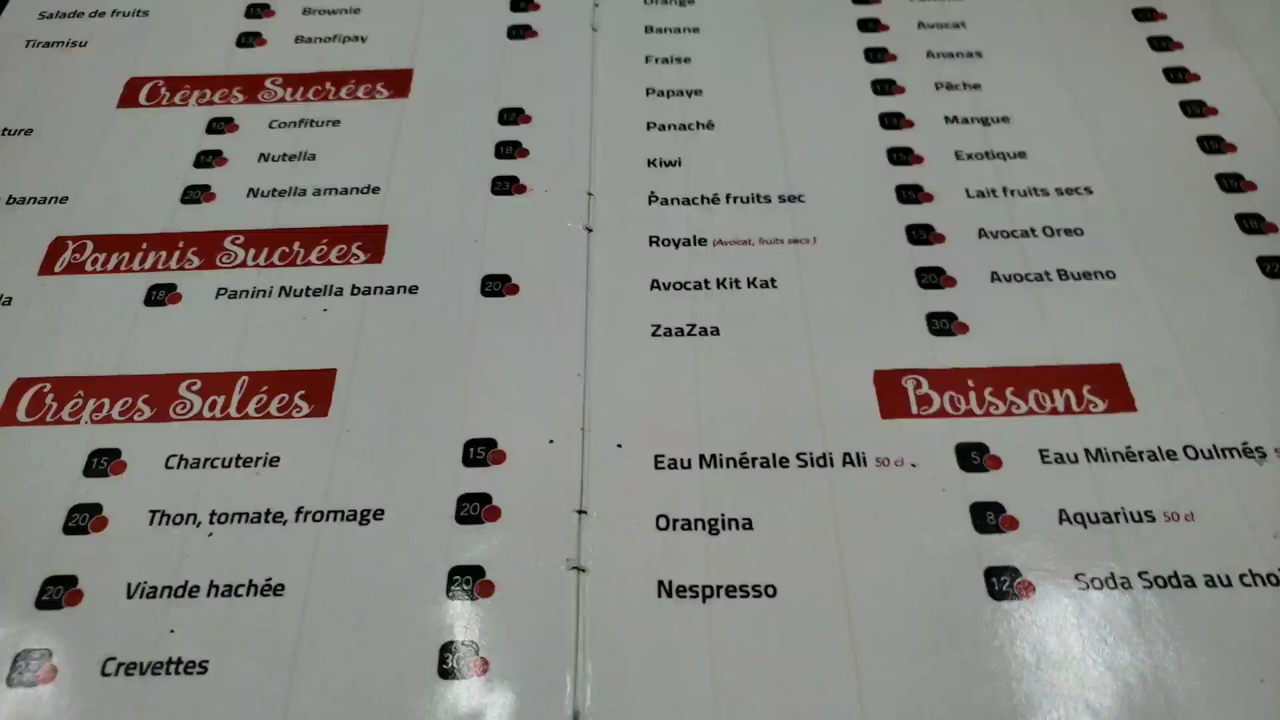 Salade de fruits 15 Brownie
Tiramisu Banofipay
Crêpes Sucrées
ture 10 Confiture
14 Nutella 18
banane 20 Nutella amande 23
Paninis Sucrées
la 18 Panini Nutella banane 20
Crêpes Salées
15 Charcuterie 15
20 Thon, tomate, fromage 20
20 Viande hachée 20
Crevettes 30
Orange
Banane Avocat
Fraise Ananas
Papaye Pêche
Panaché Mangue
Kiwi 15 Exotique
Panaché fruits sec 15 Lait fruits secs
Royale (Avocat, fruits secs) 15 Avocat Oreo
Avocat Kit Kat 20 Avocat Bueno
ZaaZaa 30
Boissons
Eau Minérale Sidi Ali 50 cl 5 Eau Minérale Oulmés
Orangina 8 Aquarius 50 cl
Nespresso 12 Soda Soda au choi